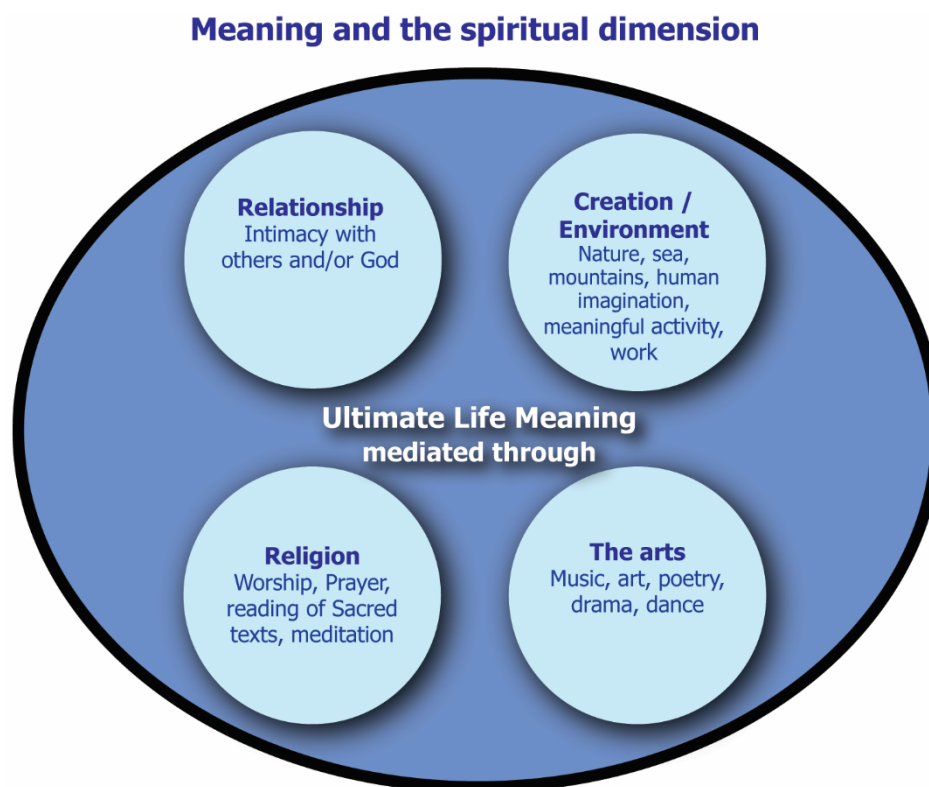 Meaning and the spiritual dimension
Relationship
Intimacy with
others and/or God
Creation /
Environment
Nature, sea,
mountains, human
imagination,
meaningful activity,
work
Ultimate Life Meaning
mediated through
Religion
Worship, Prayer,
reading of Sacred
texts, meditation
The arts
Music, art, poetry,
drama, dance